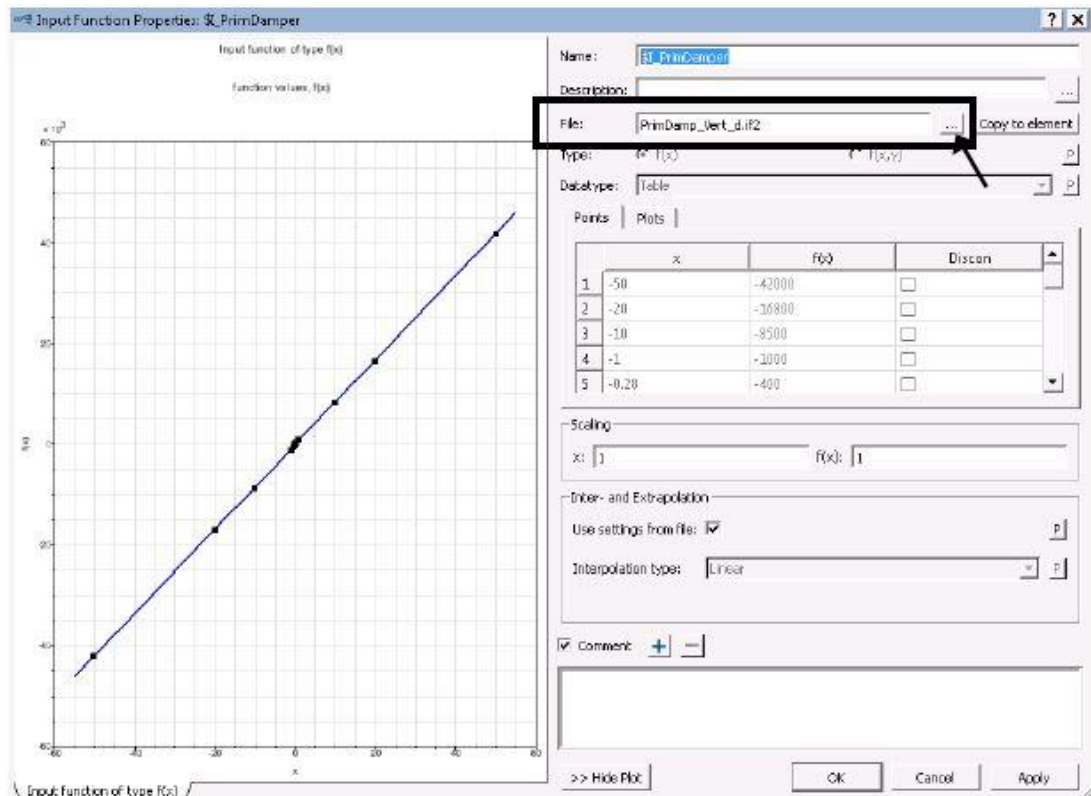 Input Function Properties: $I_PrimDamper
? X
Input function of type f(x)
function values, f(x)
60
40
20
0
-20
-40
-60
f(x)
-60 -40 -20 0 20 40 60
x
Input function of type f(x)
Name: $I_PrimDamper
Description: ...
File: PrimDamp_Vert_d.if2 ... Copy to element
Type: f(x) f(x,y) P
Datatype: Table P
Points Plots
x f(x) Discon
1 -50 -42000
2 -20 -16800
3 -10 -8500
4 -1 -1000
5 -0.20 -400
Scaling
x: 1 f(x): 1
Inter- and Extrapolation
Use settings from file: P
Interpolation type: Linear P
Comment + −
>> Hide Plot OK Cancel Apply